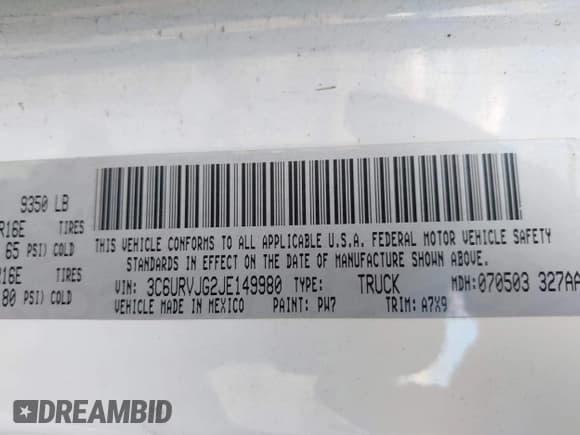 9350 LB
R16E TIRES
65 PSI) COLD
R16E TIRES
80 PSI) COLD
THIS VEHICLE CONFORMS TO ALL APPLICABLE U.S.A. FEDERAL MOTOR VEHICLE SAFETY
STANDARDS IN EFFECT ON THE DATE OF MANUFACTURE SHOWN ABOVE.
VIN: 3C6URVJG2JE149980 TYPE: TRUCK MDH: 070503 327AA
VEHICLE MADE IN MEXICO PAINT: PW7 TRIM: A7X9
DREAMBID